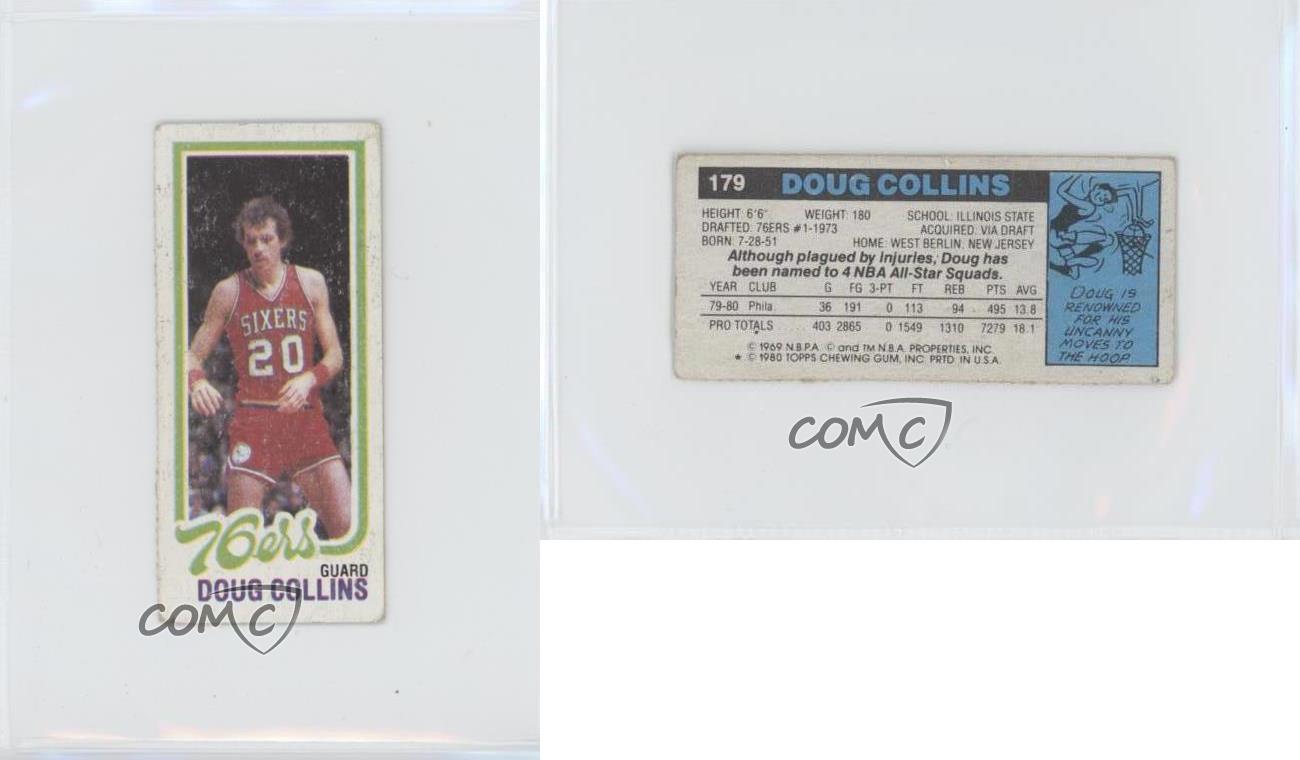 SIXERS
20
76ers
GUARD
DOUG COLLINS
COMC
179 DOUG COLLINS
HEIGHT: 6'6" WEIGHT: 180 SCHOOL: ILLINOIS STATE
DRAFTED: 76ERS #1-1973 ACQUIRED: VIA DRAFT
BORN: 7-28-51 HOME: WEST BERLIN, NEW JERSEY
Although plagued by injuries, Doug has
been named to 4 NBA All-Star Squads.
YEAR CLUB G FG 3-PT FT REB PTS AVG
79-80 Phila. 36 191 0 113 94 495 13.8
PRO TOTALS 403 2865 0 1549 1310 7279 18.1
© 1969 N.B.P.A. © and TM N.B.A. PROPERTIES, INC.
* © 1980 TOPPS CHEWING GUM, INC. PRTD. IN U.S.A.
DOUG IS
RENOWNED
FOR HIS
UNCANNY
MOVES TO
THE HOOP
COMC